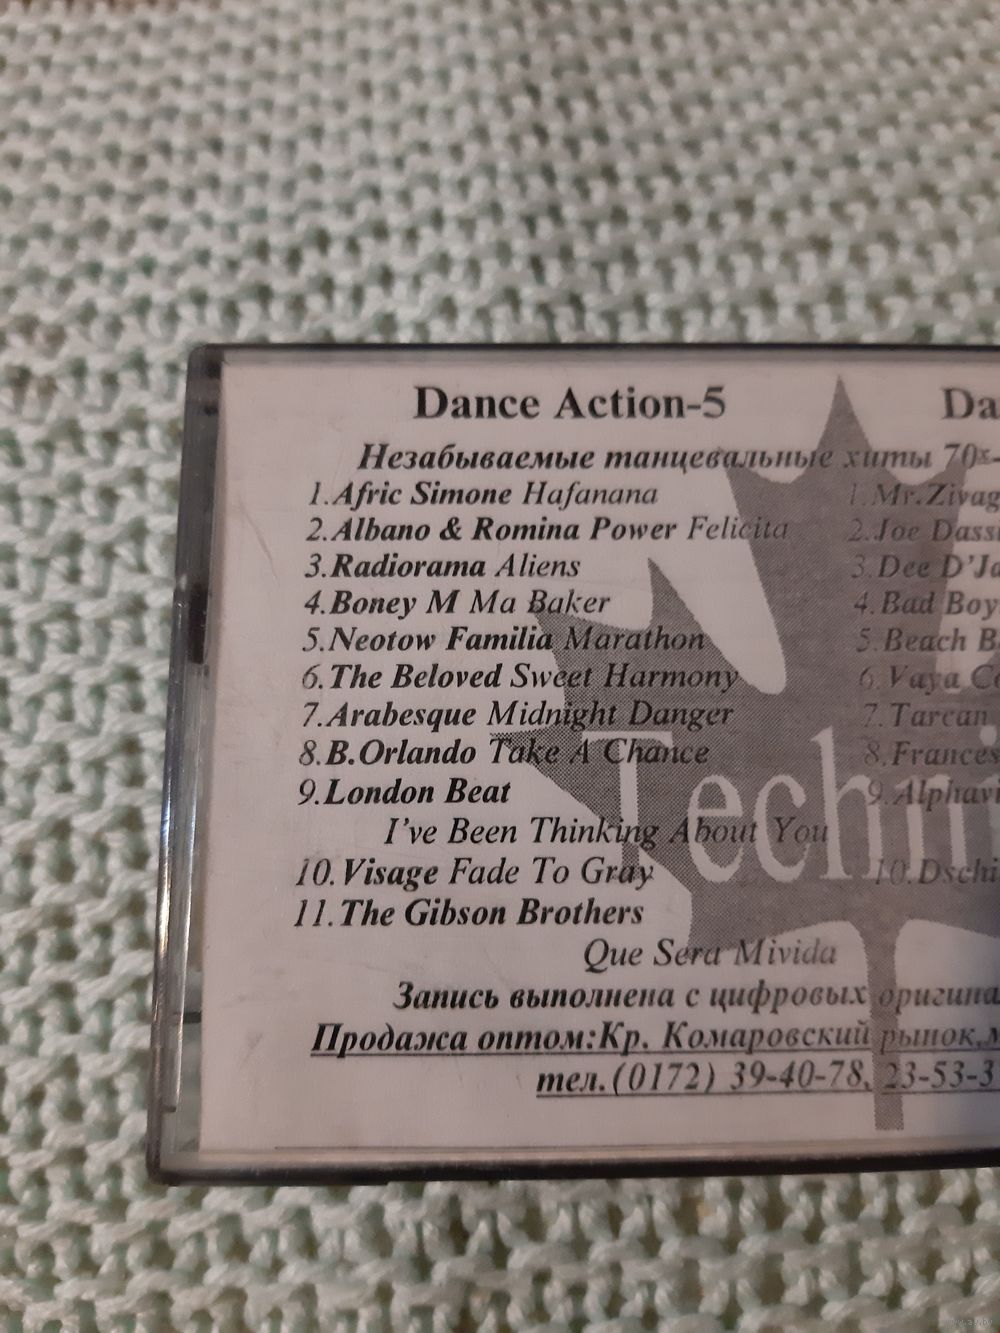 Dance Action-5
Da
Незабываемые танцевальные хиты 70х-
1.Afric Simone Hafanana
2.Albano & Romina Power Felicita
3.Radiorama Aliens
4.Boney M Ma Baker
5.Neotow Familia Marathon
6.The Beloved Sweet Harmony
7.Arabesque Midnight Danger
8.B.Orlando Take A Chance
9.London Beat
I've Been Thinking About You
10.Visage Fade To Gray
11.The Gibson Brothers
Que Sera Mivida
1.Mr.Zivag
2.Joe Dass
3.Dee D'Ja
4.Bad Boy
5.Beach B
6.Vaya Co
7.Tarcan
8.Frances
9.Alphavi
10.Dschi
Techni
Запись выполнена с цифровых оригина
Продажа оптом:Кр. Комаровский рынок,м
тел.(0172) 39-40-78, 23-53-3